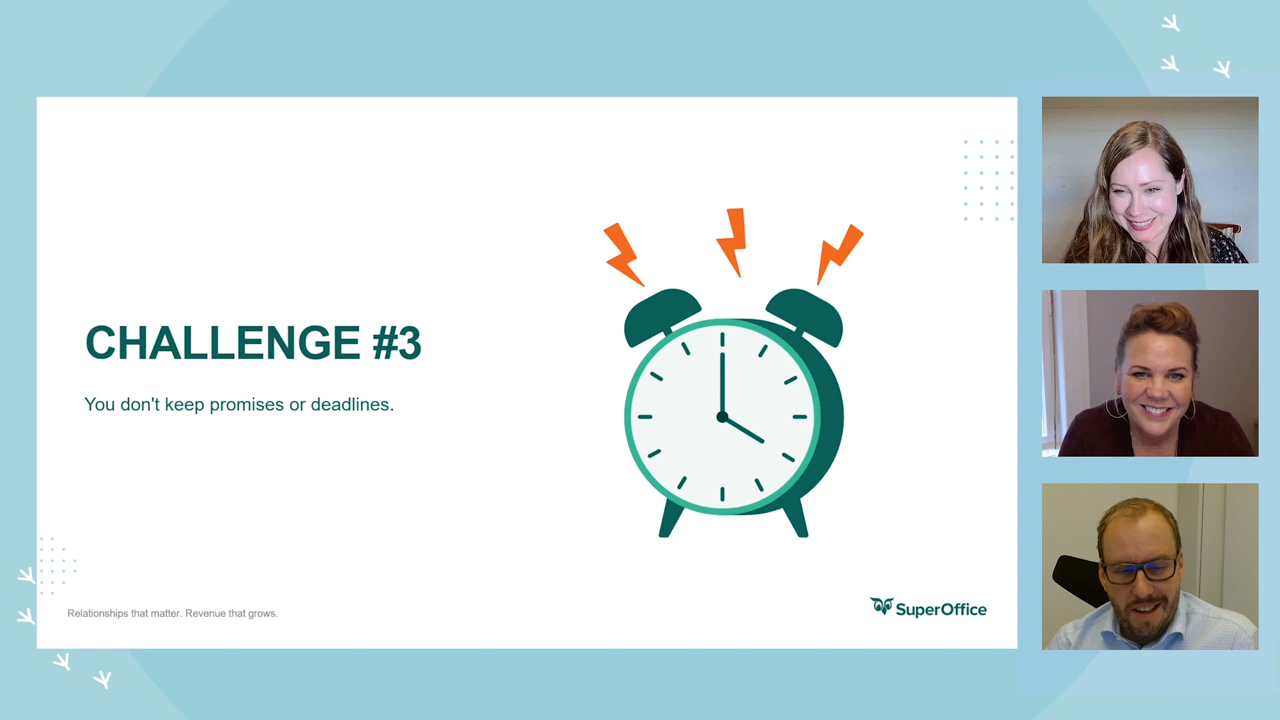 CHALLENGE #3
You don't keep promises or deadlines.
Relationships that matter. Revenue that grows.
SuperOffice